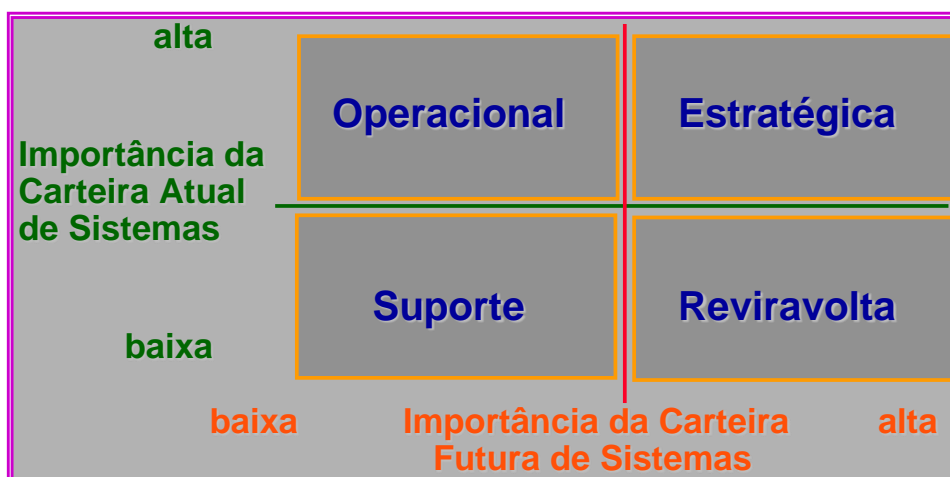 alta
Operacional
Estratégica
Importância da
Carteira Atual
de Sistemas
Suporte
Reviravolta
baixa
baixa
Importância da Carteira
Futura de Sistemas
alta